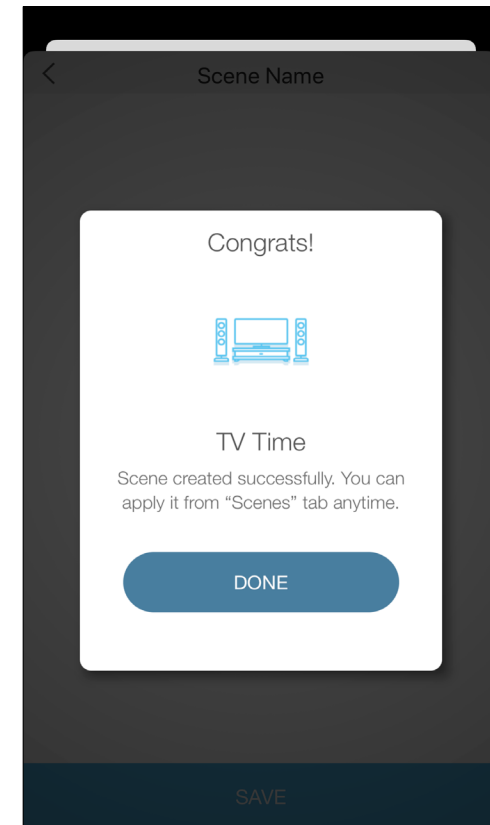 Scene Name
Congrats!
TV Time
Scene created successfully. You can
apply it from “Scenes” tab anytime.
DONE
SAVE